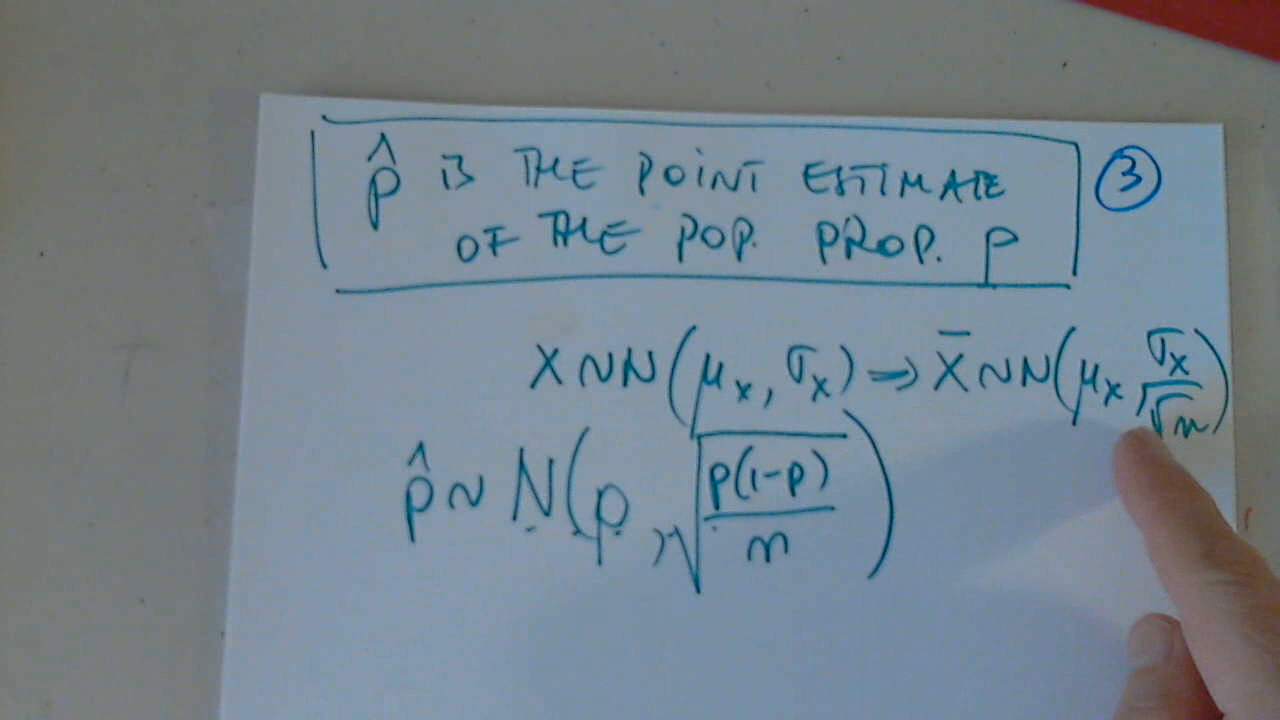 p̂ IS THE POINT ESTIMATE
OF THE POP. PROP. p
③
X ~ N(μₓ, σₓ) ⇒ X̄ ~ N(μₓ, σₓ/√n)
p̂ ~ N(p, √(p(1-p)/n))